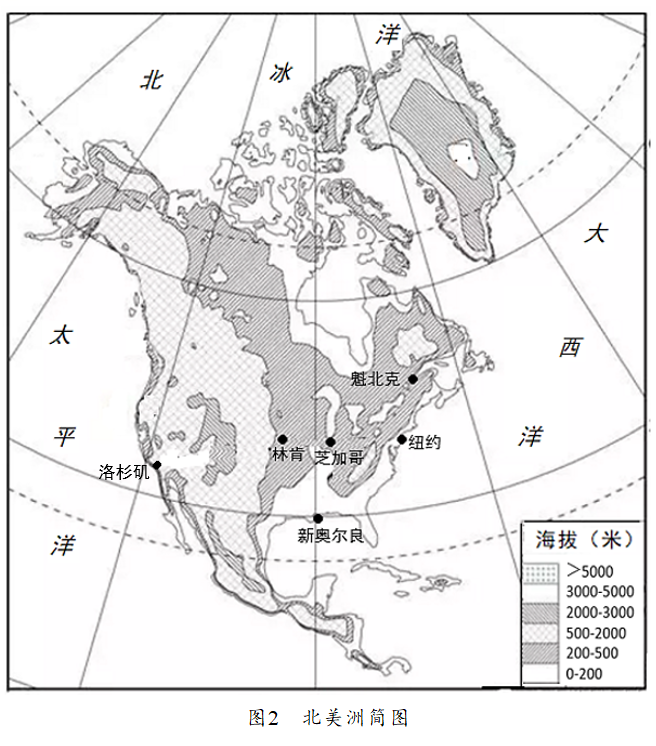 北冰洋
大西洋
太平洋
魁北克
林肯
芝加哥
纽约
洛杉矶
新奥尔良
海拔（米）
＞5000
3000-5000
2000-3000
500-2000
200-500
0-200
图2 北美洲简图